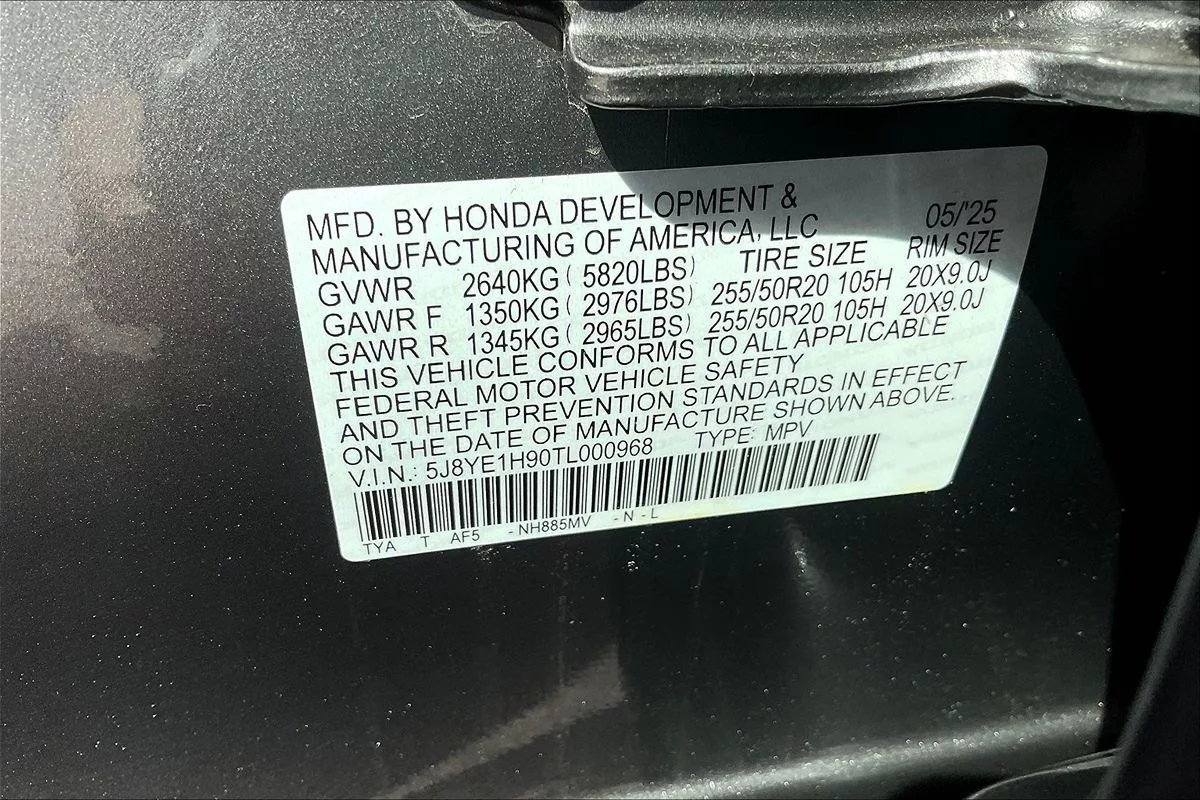 MFD. BY HONDA DEVELOPMENT &
MANUFACTURING OF AMERICA, LLC 05/'25
GVWR 2640KG ( 5820LBS) TIRE SIZE RIM SIZE
GAWR F 1350KG ( 2976LBS) 255/50R20 105H 20X9.0J
GAWR R 1345KG ( 2965LBS) 255/50R20 105H 20X9.0J
THIS VEHICLE CONFORMS TO ALL APPLICABLE
FEDERAL MOTOR VEHICLE SAFETY
AND THEFT PREVENTION STANDARDS IN EFFECT
ON THE DATE OF MANUFACTURE SHOWN ABOVE.
V.I.N.: 5J8YE1H90TL000968 TYPE: MPV
TYA T AF5 - NH885MV - N - L